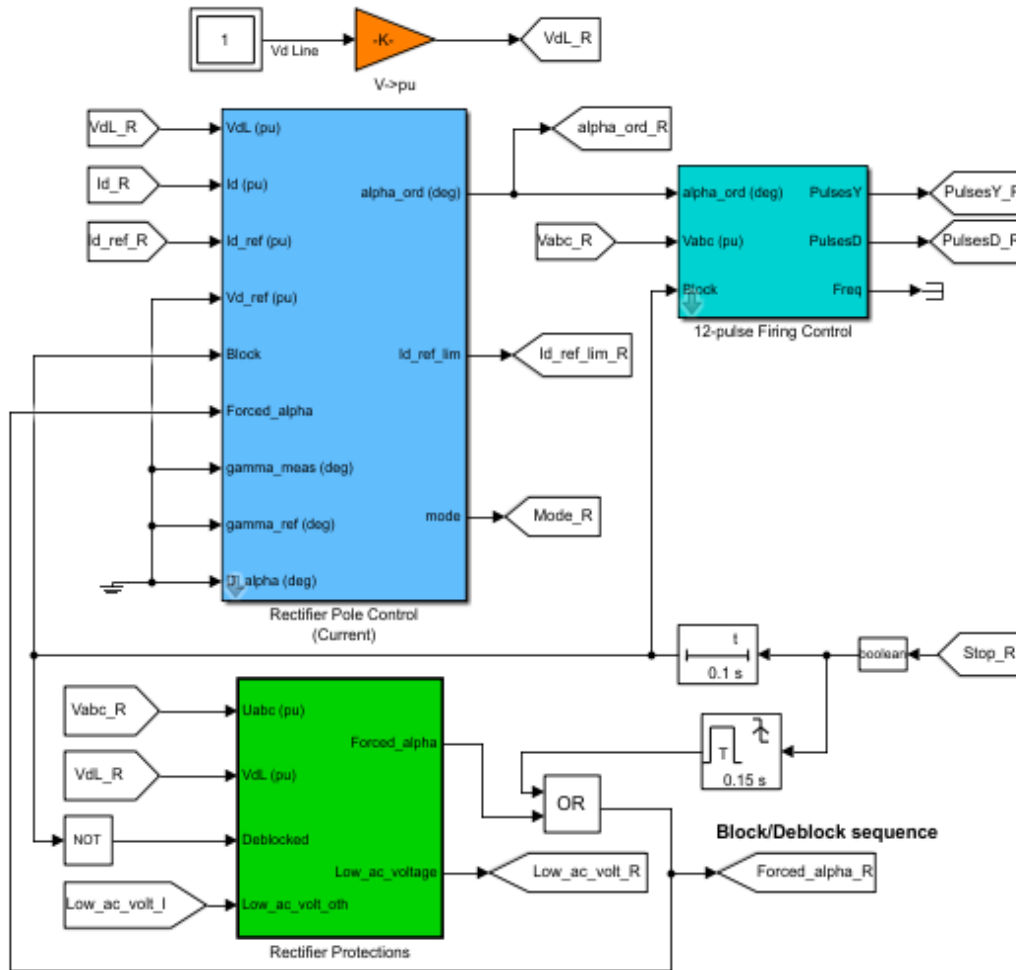 1
Vd Line
-K-
V->pu
VdL_R
VdL_R
Id_R
Id_ref_R
VdL (pu)
Id (pu)
Id_ref (pu)
Vd_ref (pu)
Block
Forced_alpha
gamma_meas (deg)
gamma_ref (deg)
alpha (deg)
alpha_ord (deg)
Id_ref_lim
mode
Rectifier Pole Control
(Current)
alpha_ord_R
Id_ref_lim_R
Mode_R
Vabc_R
alpha_ord (deg)
Vabc (pu)
Block
PulsesY
PulsesD
Freq
12-pulse Firing Control
PulsesY_R
PulsesD_R
t
0.1 s
boolean
Stop_R
T
0.15 s
Vabc_R
VdL_R
NOT
Low_ac_volt_I
Uabc (pu)
VdL (pu)
Deblocked
Low_ac_volt_oth
Forced_alpha
Low_ac_voltage
Rectifier Protections
OR
Block/Deblock sequence
Low_ac_volt_R
Forced_alpha_R